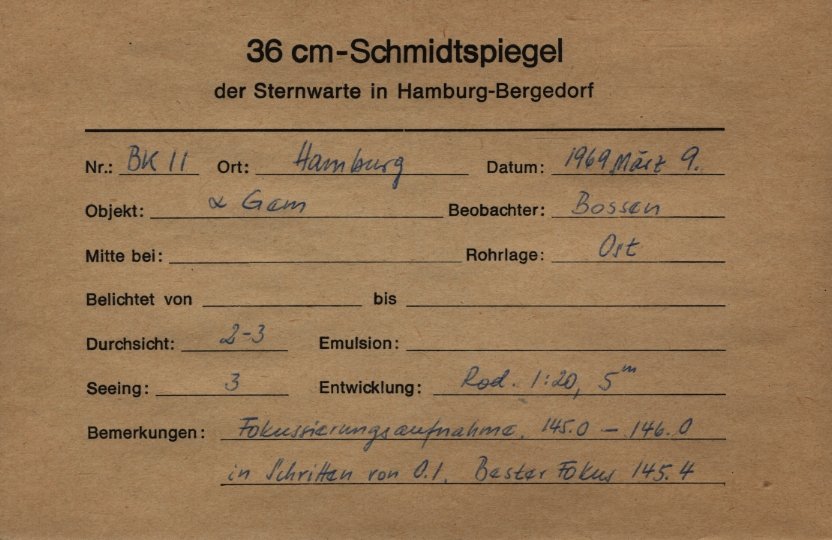 36 cm-Schmidtspiegel
der Sternwarte in Hamburg-Bergedorf
Nr.: BK 11 Ort: Hamburg Datum: 1969 März 9.
Objekt: α Gem Beobachter: Bossen
Mitte bei: Rohrlage: Ost
Belichtet von bis
Durchsicht: 2-3 Emulsion:
Seeing: 3 Entwicklung: Rod. 1:20, 5ᵐ
Bemerkungen: Fokussierungsaufnahme. 145.0 – 146.0
in Schritten von 0.1. Bester Fokus 145.4